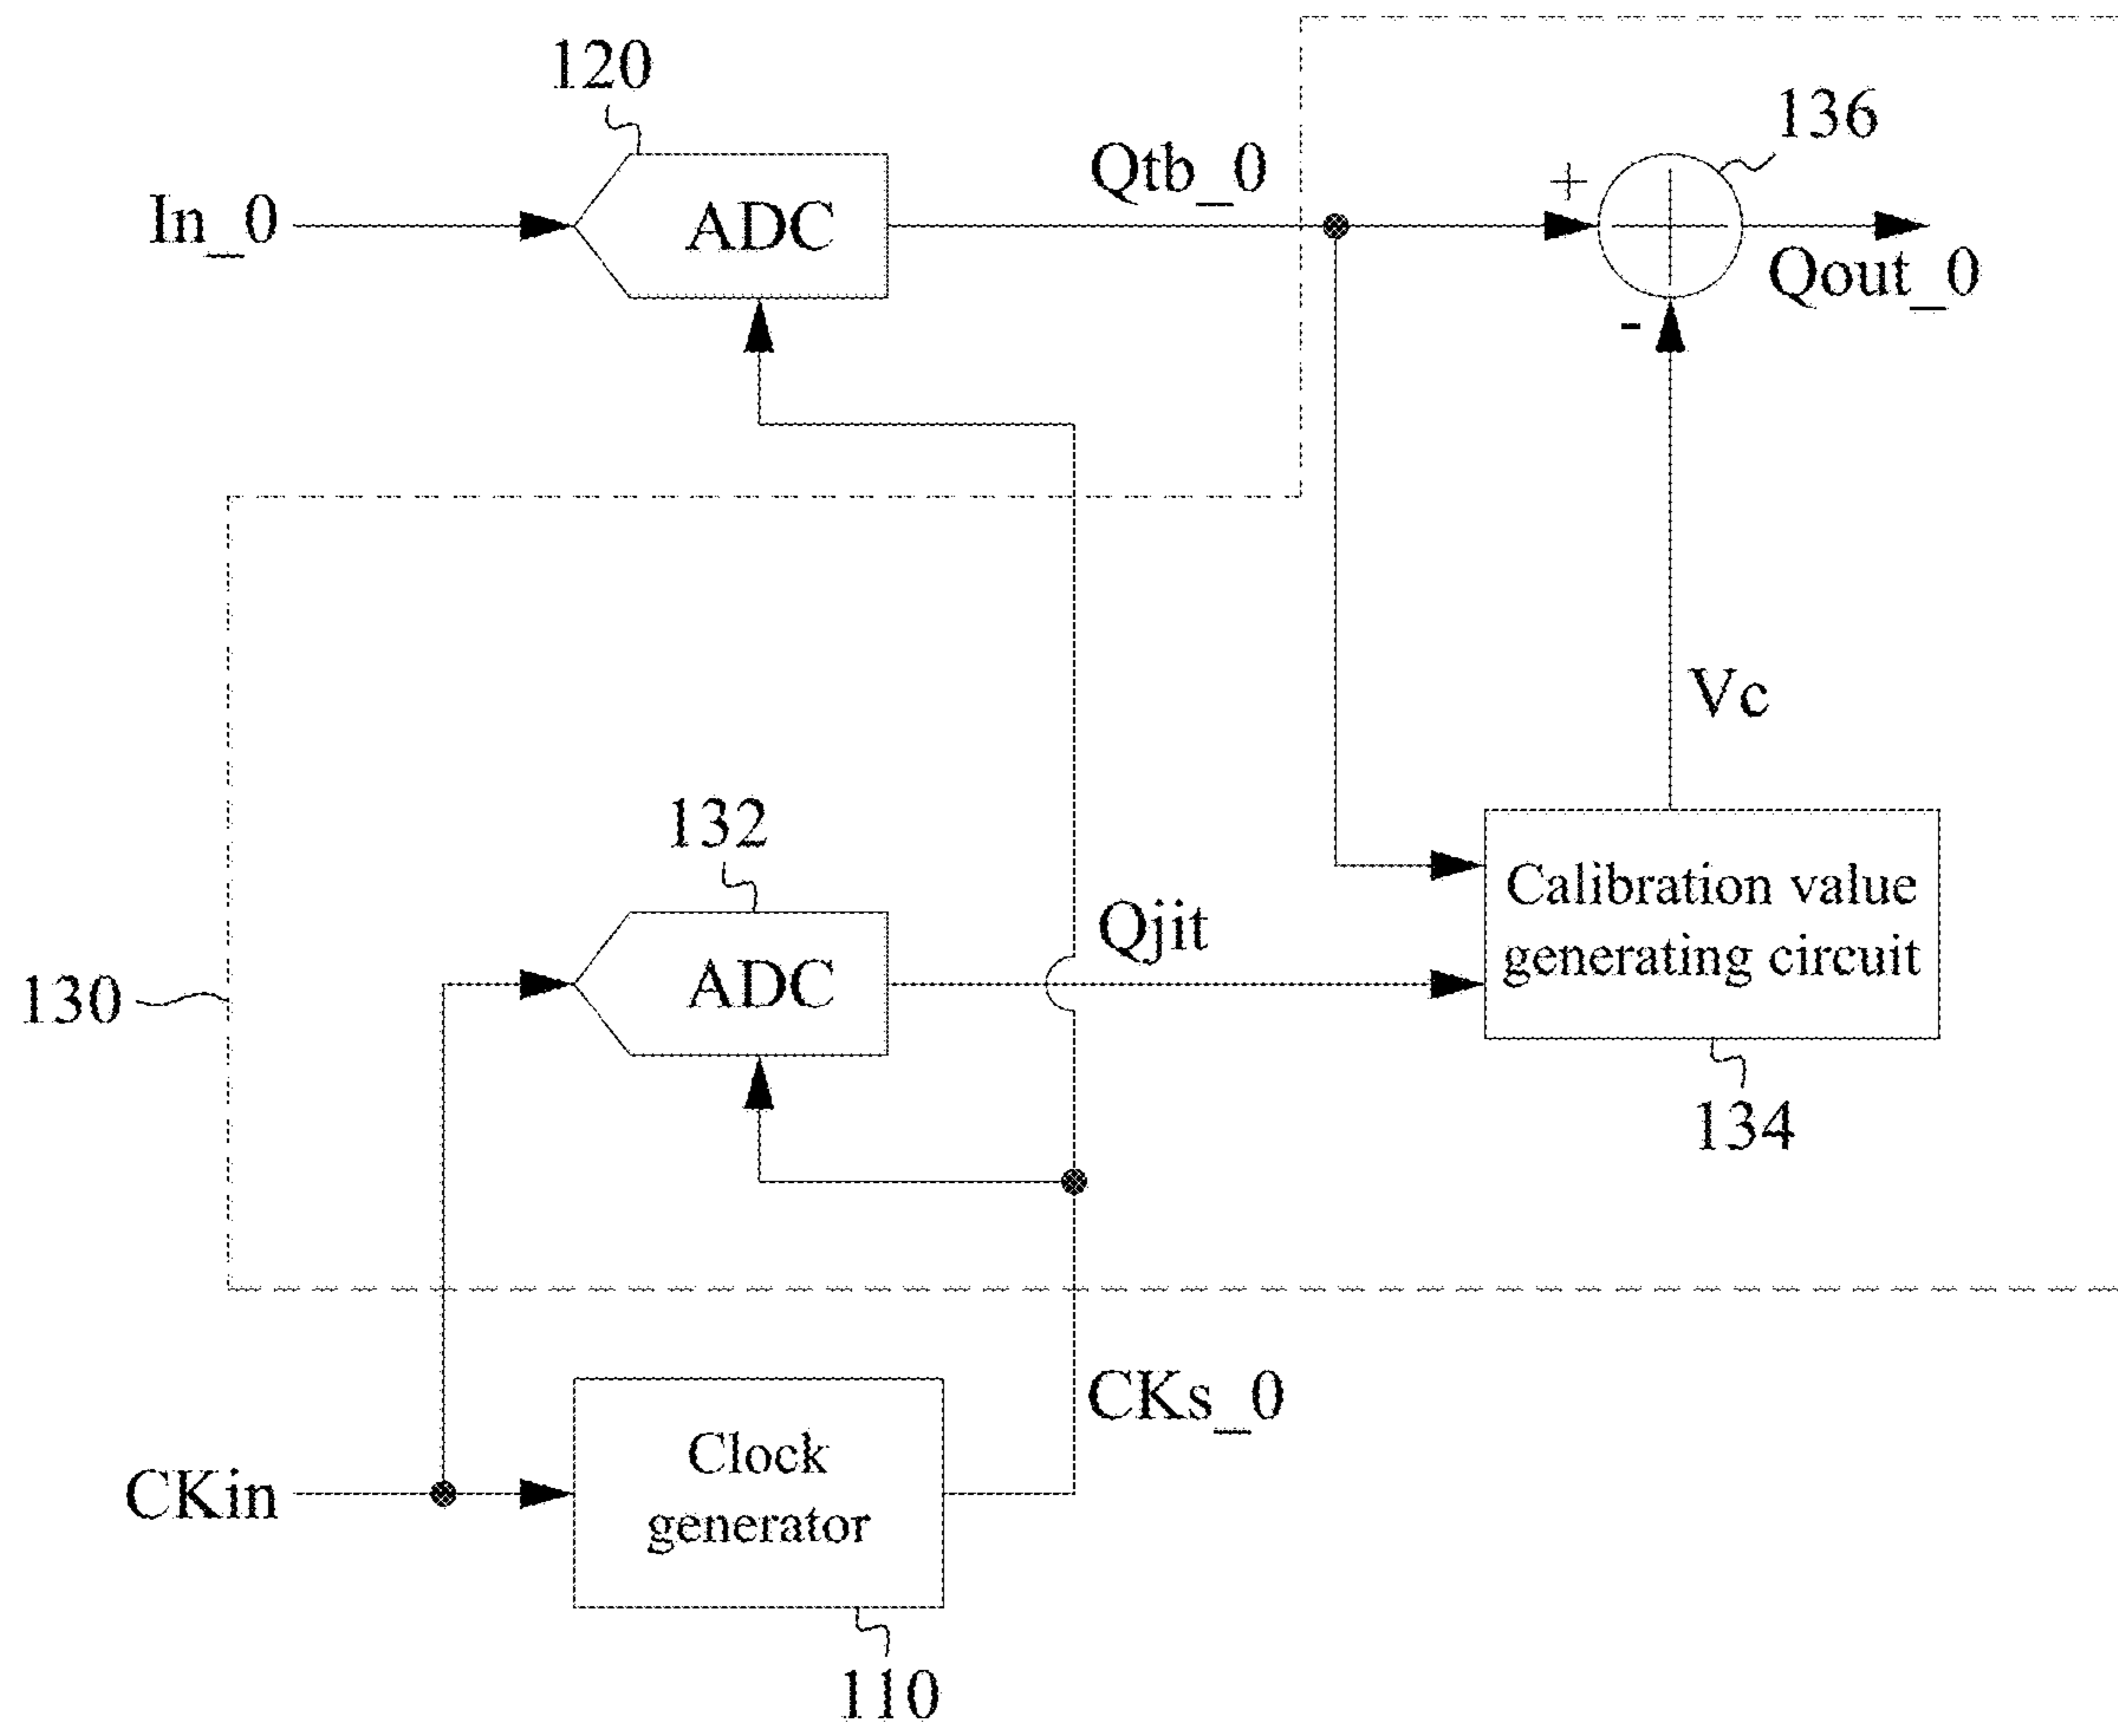 120
136
Qtb_0
+
In_0
ADC
Qout_0
-
Vc
132
Calibration value
generating circuit
Qjit
ADC
130
134
CKs_0
Clock
generator
CKin
110